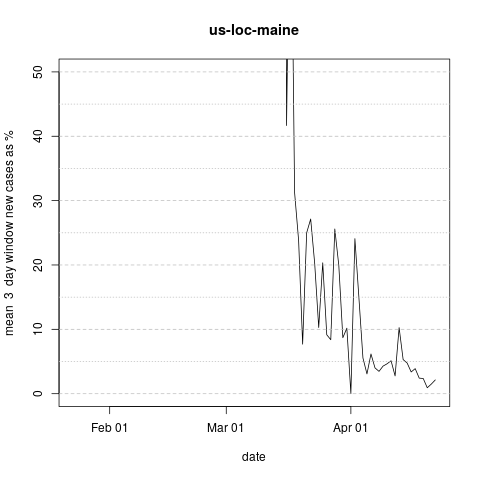 us-loc-maine
mean 3 day window new cases as %
50
40
30
20
10
0
Feb 01
Mar 01
Apr 01
date